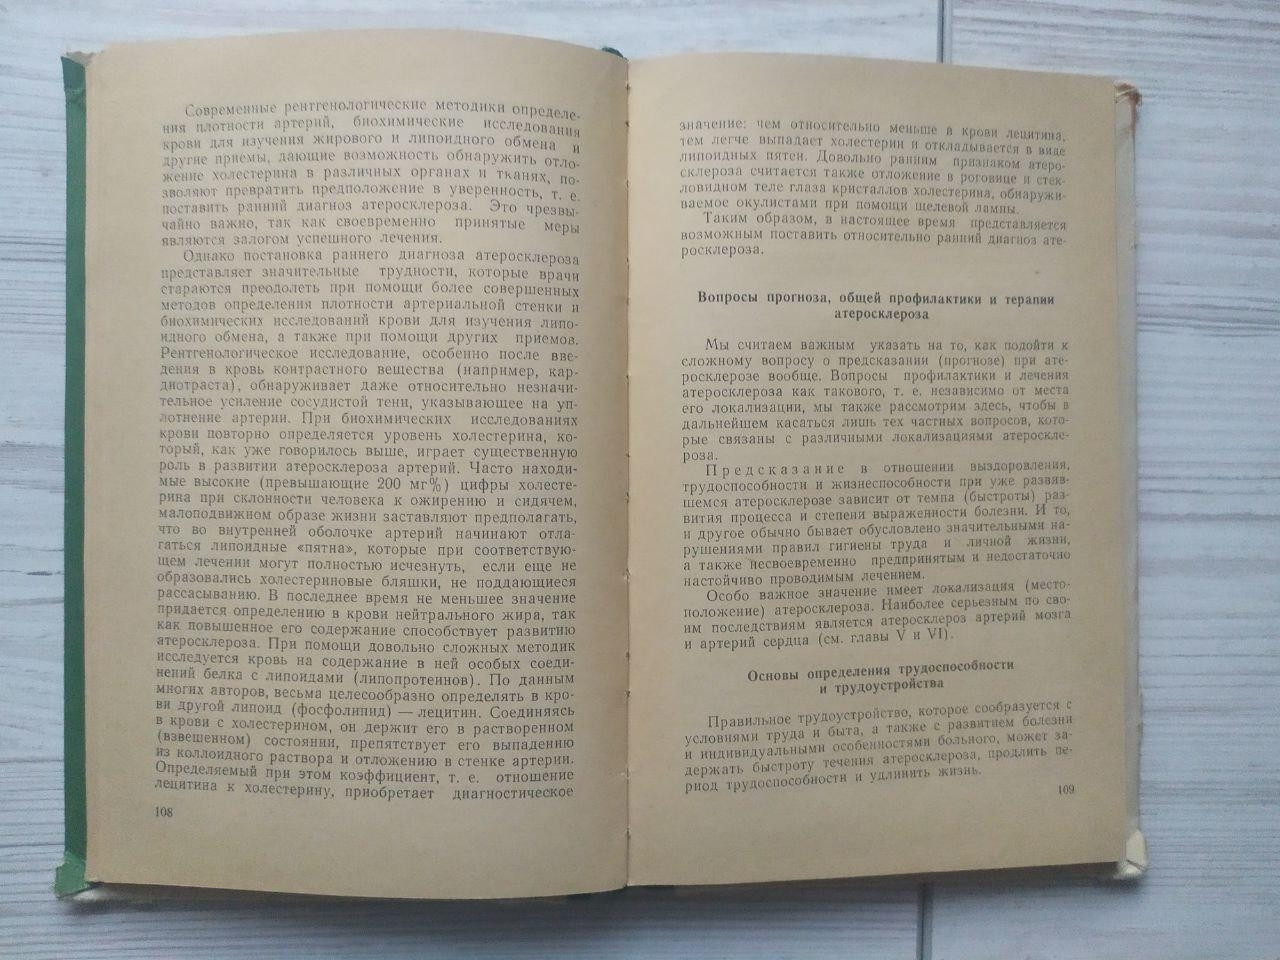 Современные рентгенологические методики определе-
ния плотности артерий, биохимические исследования
крови для изучения жирового и липоидного обмена и
другие приемы, дающие возможность обнаружить отло-
жение холестерина в различных органах и тканях, по-
зволяют превратить предположение в уверенность, т. е.
поставить ранний диагноз атеросклероза. Это чрезвы-
чайно важно, так как своевременно принятые меры
являются залогом успешного лечения.
Однако постановка раннего диагноза атеросклероза
представляет значительные трудности, которые врачи
стараются преодолеть при помощи более совершенных
методов определения плотности артериальной стенки и
биохимических исследований крови для изучения липо-
идного обмена, а также при помощи других приемов.
Рентгенологическое исследование, особенно после вве-
дения в кровь контрастного вещества (например, кар-
диотраста), обнаруживает даже относительно незначи-
тельное усиление сосудистой тени, указывающее на уп-
лотнение артерии. При биохимических исследованиях
крови повторно определяется уровень холестерина, ко-
торый, как уже говорилось выше, играет существенную
роль в развитии атеросклероза артерий. Часто находи-
мые высокие (превышающие 200 мг%) цифры холесте-
рина при склонности человека к ожирению и сидячем,
малоподвижном образе жизни заставляют предполагать,
что во внутренней оболочке артерий начинают отла-
гаться липоидные «пятна», которые при соответствую-
щем лечении могут полностью исчезнуть, если еще не
образовались холестериновые бляшки, не поддающиеся
рассасыванию. В последнее время не меньшее значение
придается определению в крови нейтрального жира, так
как повышенное его содержание способствует развитию
атеросклероза. При помощи довольно сложных методик
исследуется кровь на содержание в ней особых соеди-
нений белка с липоидами (липопротеинов). По данным
многих авторов, весьма целесообразно определять в кро-
ви другой липоид (фосфолипид) — лецитин. Соединяясь
в крови с холестерином, он держит его в растворенном
(взвешенном) состоянии, препятствует его выпадению
из коллоидного раствора и отложению в стенке артерии.
Определяемый при этом коэффициент, т. е. отношение
лецитина к холестерину, приобретает диагностическое
108
значение: чем относительно меньше в крови лецитина,
тем легче выпадает холестерин и откладывается в виде
липоидных пятен. Довольно ранним признаком атеро-
склероза считается также отложение в роговице и стек-
ловидном теле глаза кристаллов холестерина, обнаружи-
ваемое окулистами при помощи щелевой лампы.
Таким образом, в настоящее время представляется
возможным поставить относительно ранний диагноз ате-
росклероза.
Вопросы прогноза, общей профилактики и терапии
атеросклероза
Мы считаем важным указать на то, как подойти к
сложному вопросу о предсказании (прогнозе) при ате-
росклерозе вообще. Вопросы профилактики и лечения
атеросклероза как такового, т. е. независимо от места
его локализации, мы также рассмотрим здесь, чтобы в
дальнейшем касаться лишь тех частных вопросов, кото-
рые связаны с различными локализациями атероскле-
роза.
Предсказание в отношении выздоровления,
трудоспособности и жизнеспособности при уже развив-
шемся атеросклерозе зависит от темпа (быстроты) раз-
вития процесса и степени выраженности болезни. И то,
и другое обычно бывает обусловлено значительными на-
рушениями правил гигиены труда и личной жизни,
а также несвоевременно предпринятым и недостаточно
настойчиво проводимым лечением.
Особо важное значение имеет локализация (место-
положение) атеросклероза. Наиболее серьезным по сво-
им последствиям является атеросклероз артерий мозга
и артерий сердца (см. главы V и VI).
Основы определения трудоспособности
и трудоустройства
Правильное трудоустройство, которое сообразуется с
условиями труда и быта, а также с развитием болезни
и индивидуальными особенностями больного, может за-
держать быстроту течения атеросклероза, продлить пе-
риод трудоспособности и удлинить жизнь.
109